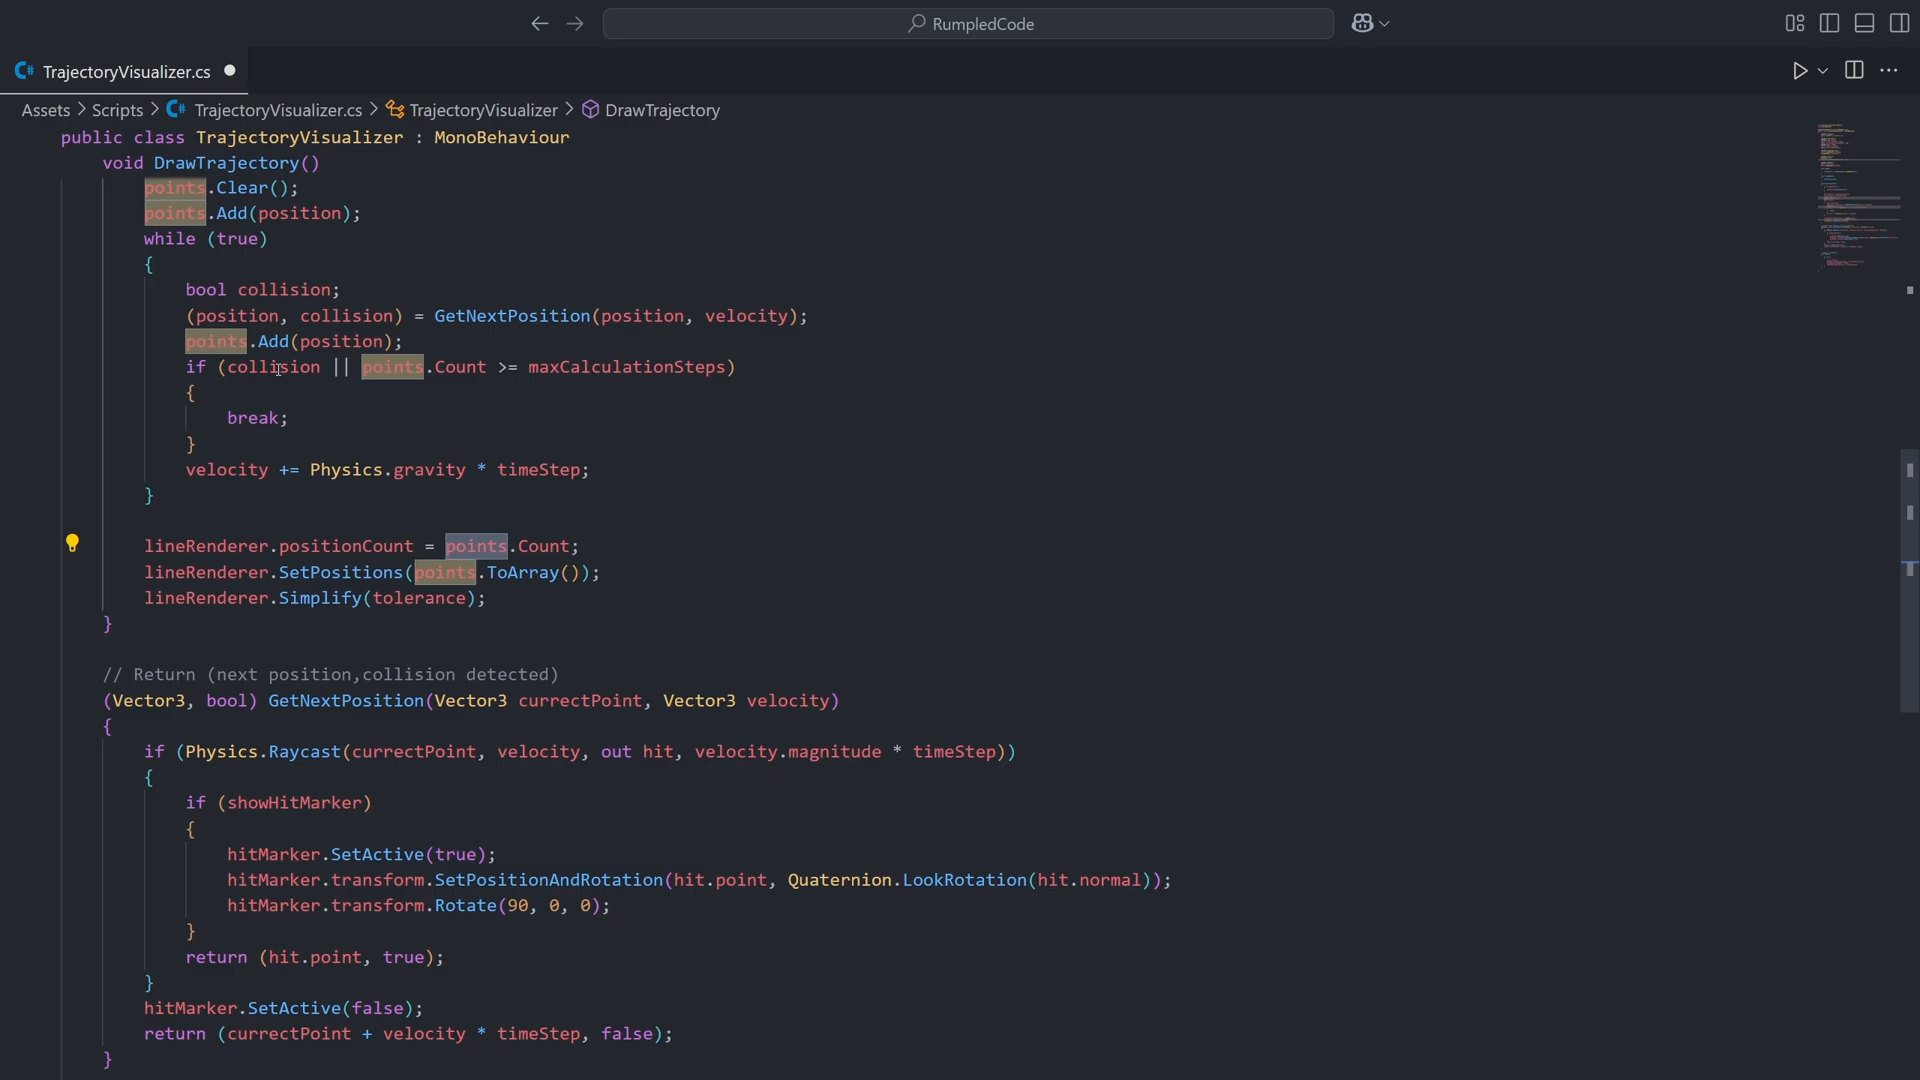 RumpledCode
TrajectoryVisualizer.cs
Assets > Scripts > TrajectoryVisualizer.cs > TrajectoryVisualizer > DrawTrajectory
public class TrajectoryVisualizer : MonoBehaviour
void DrawTrajectory()
points.Clear();
points.Add(position);
while (true)
{
bool collision;
(position, collision) = GetNextPosition(position, velocity);
points.Add(position);
if (collision || points.Count >= maxCalculationSteps)
{
break;
}
velocity += Physics.gravity * timeStep;
}
lineRenderer.positionCount = points.Count;
lineRenderer.SetPositions(points.ToArray());
lineRenderer.Simplify(tolerance);
}
// Return (next position,collision detected)
(Vector3, bool) GetNextPosition(Vector3 currectPoint, Vector3 velocity)
{
if (Physics.Raycast(currectPoint, velocity, out hit, velocity.magnitude * timeStep))
{
if (showHitMarker)
{
hitMarker.SetActive(true);
hitMarker.transform.SetPositionAndRotation(hit.point, Quaternion.LookRotation(hit.normal));
hitMarker.transform.Rotate(90, 0, 0);
}
return (hit.point, true);
}
hitMarker.SetActive(false);
return (currectPoint + velocity * timeStep, false);
}